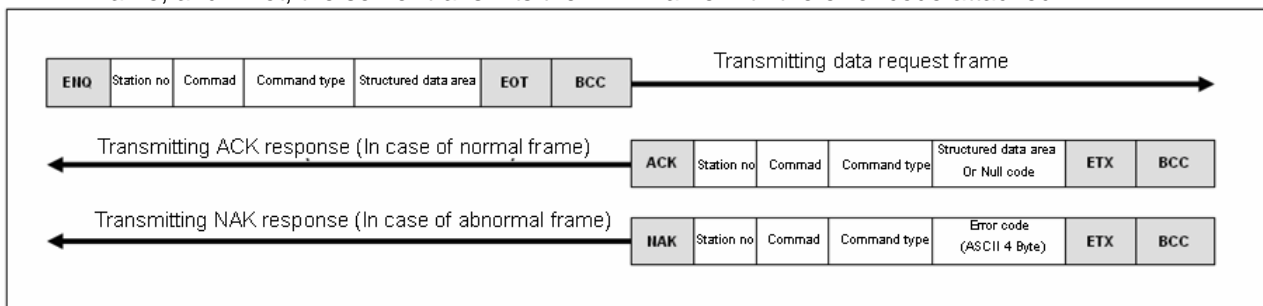 ENQ Station no Commad Command type Structured data area EOT BCC
Transmitting data request frame
Transmitting ACK response (In case of normal frame)
ACK Station no Commad Command type Structured data area Or Null code ETX BCC
Transmitting NAK response (In case of abnormal frame)
NAK Station no Commad Command type Error code (ASCII 4 Byte) ETX BCC